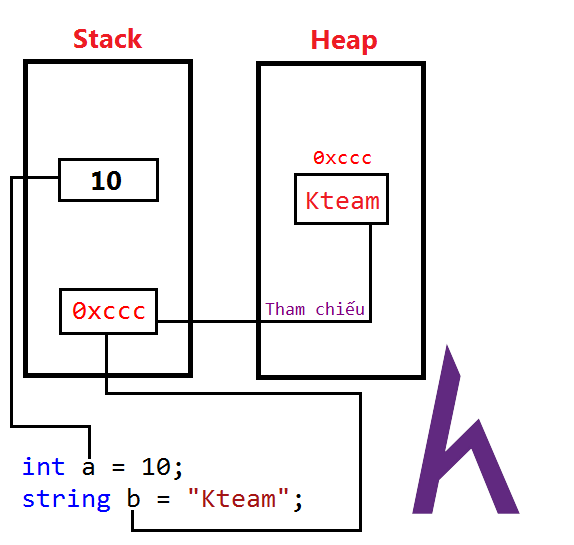 Stack
Heap
0xccc
10
Kteam
0xccc
Tham chiếu
int a = 10;
string b = "Kteam";